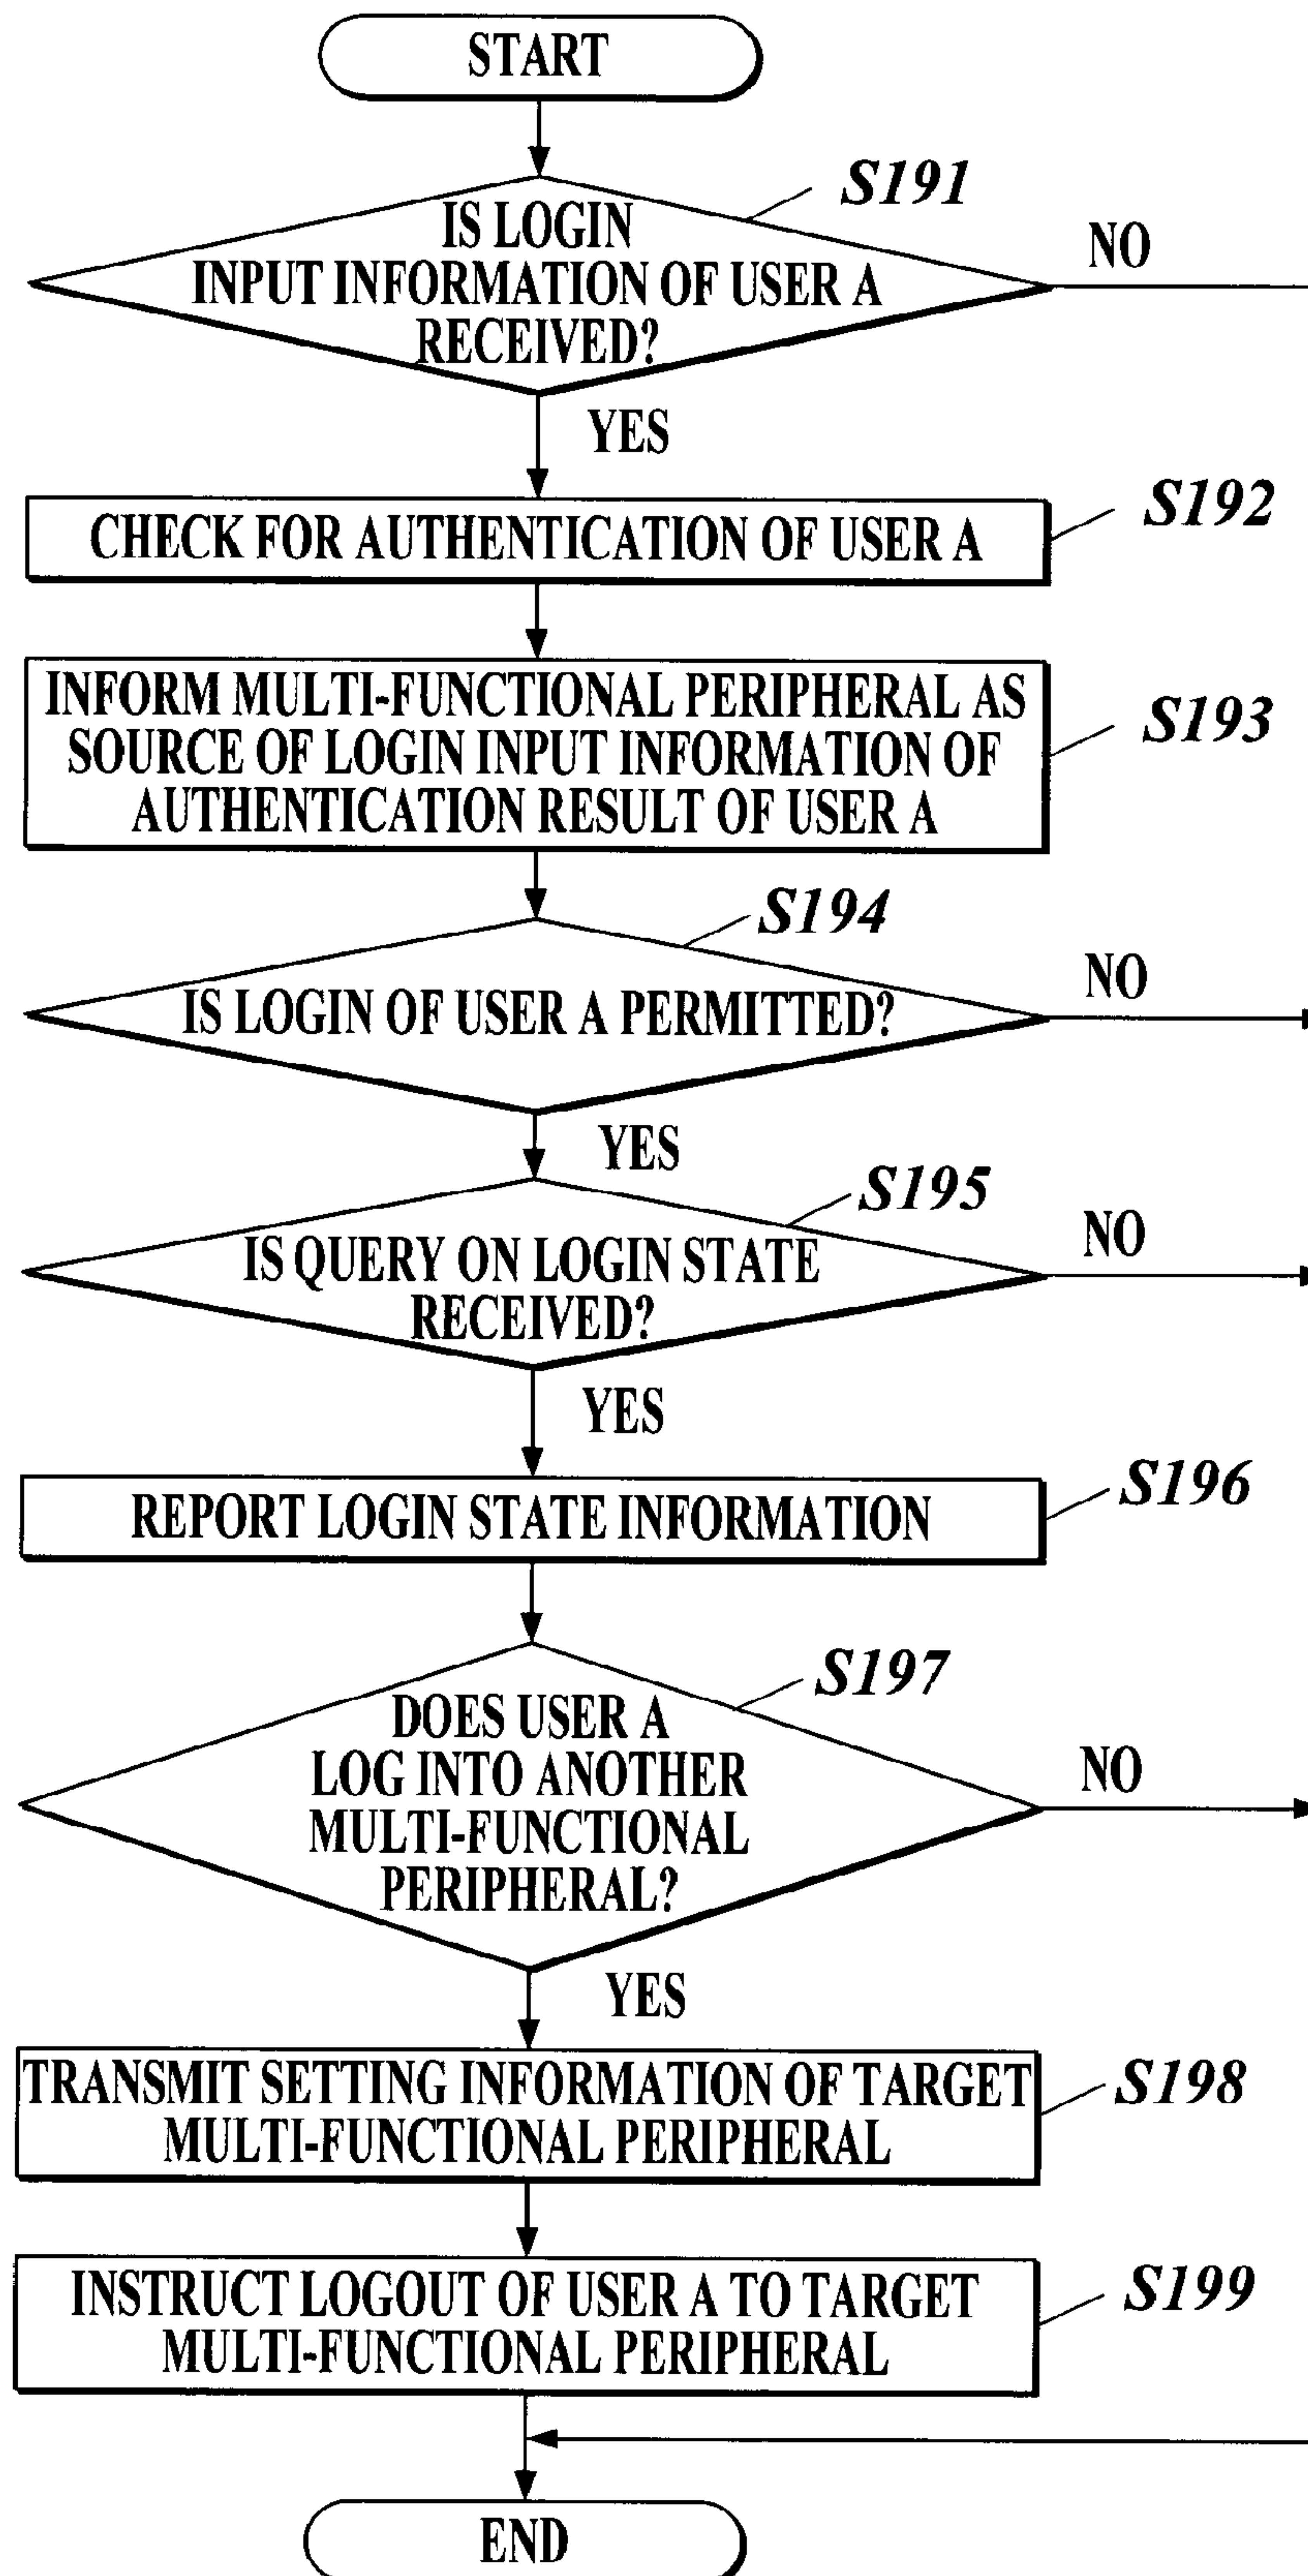 START
S191
IS LOGIN
INPUT INFORMATION OF USER A
RECEIVED?
NO
YES
S192
CHECK FOR AUTHENTICATION OF USER A
S193
INFORM MULTI-FUNCTIONAL PERIPHERAL AS
SOURCE OF LOGIN INPUT INFORMATION OF
AUTHENTICATION RESULT OF USER A
S194
IS LOGIN OF USER A PERMITTED?
NO
YES
S195
IS QUERY ON LOGIN STATE
RECEIVED?
NO
YES
S196
REPORT LOGIN STATE INFORMATION
S197
DOES USER A
LOG INTO ANOTHER
MULTI-FUNCTIONAL
PERIPHERAL?
NO
YES
S198
TRANSMIT SETTING INFORMATION OF TARGET
MULTI-FUNCTIONAL PERIPHERAL
S199
INSTRUCT LOGOUT OF USER A TO TARGET
MULTI-FUNCTIONAL PERIPHERAL
END